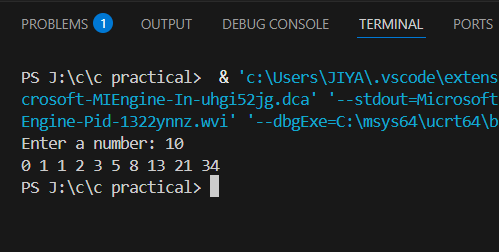 PROBLEMS 1 OUTPUT DEBUG CONSOLE TERMINAL PORTS
PS J:\c\c practical>  & 'c:\Users\JIYA\.vscode\extens
crosoft-MIEngine-In-uhgi52jg.dca' '--stdout=Microsoft
Engine-Pid-1322ynnz.wvi' '--dbgExe=C:\msys64\ucrt64\b
Enter a number: 10
0 1 1 2 3 5 8 13 21 34
PS J:\c\c practical>